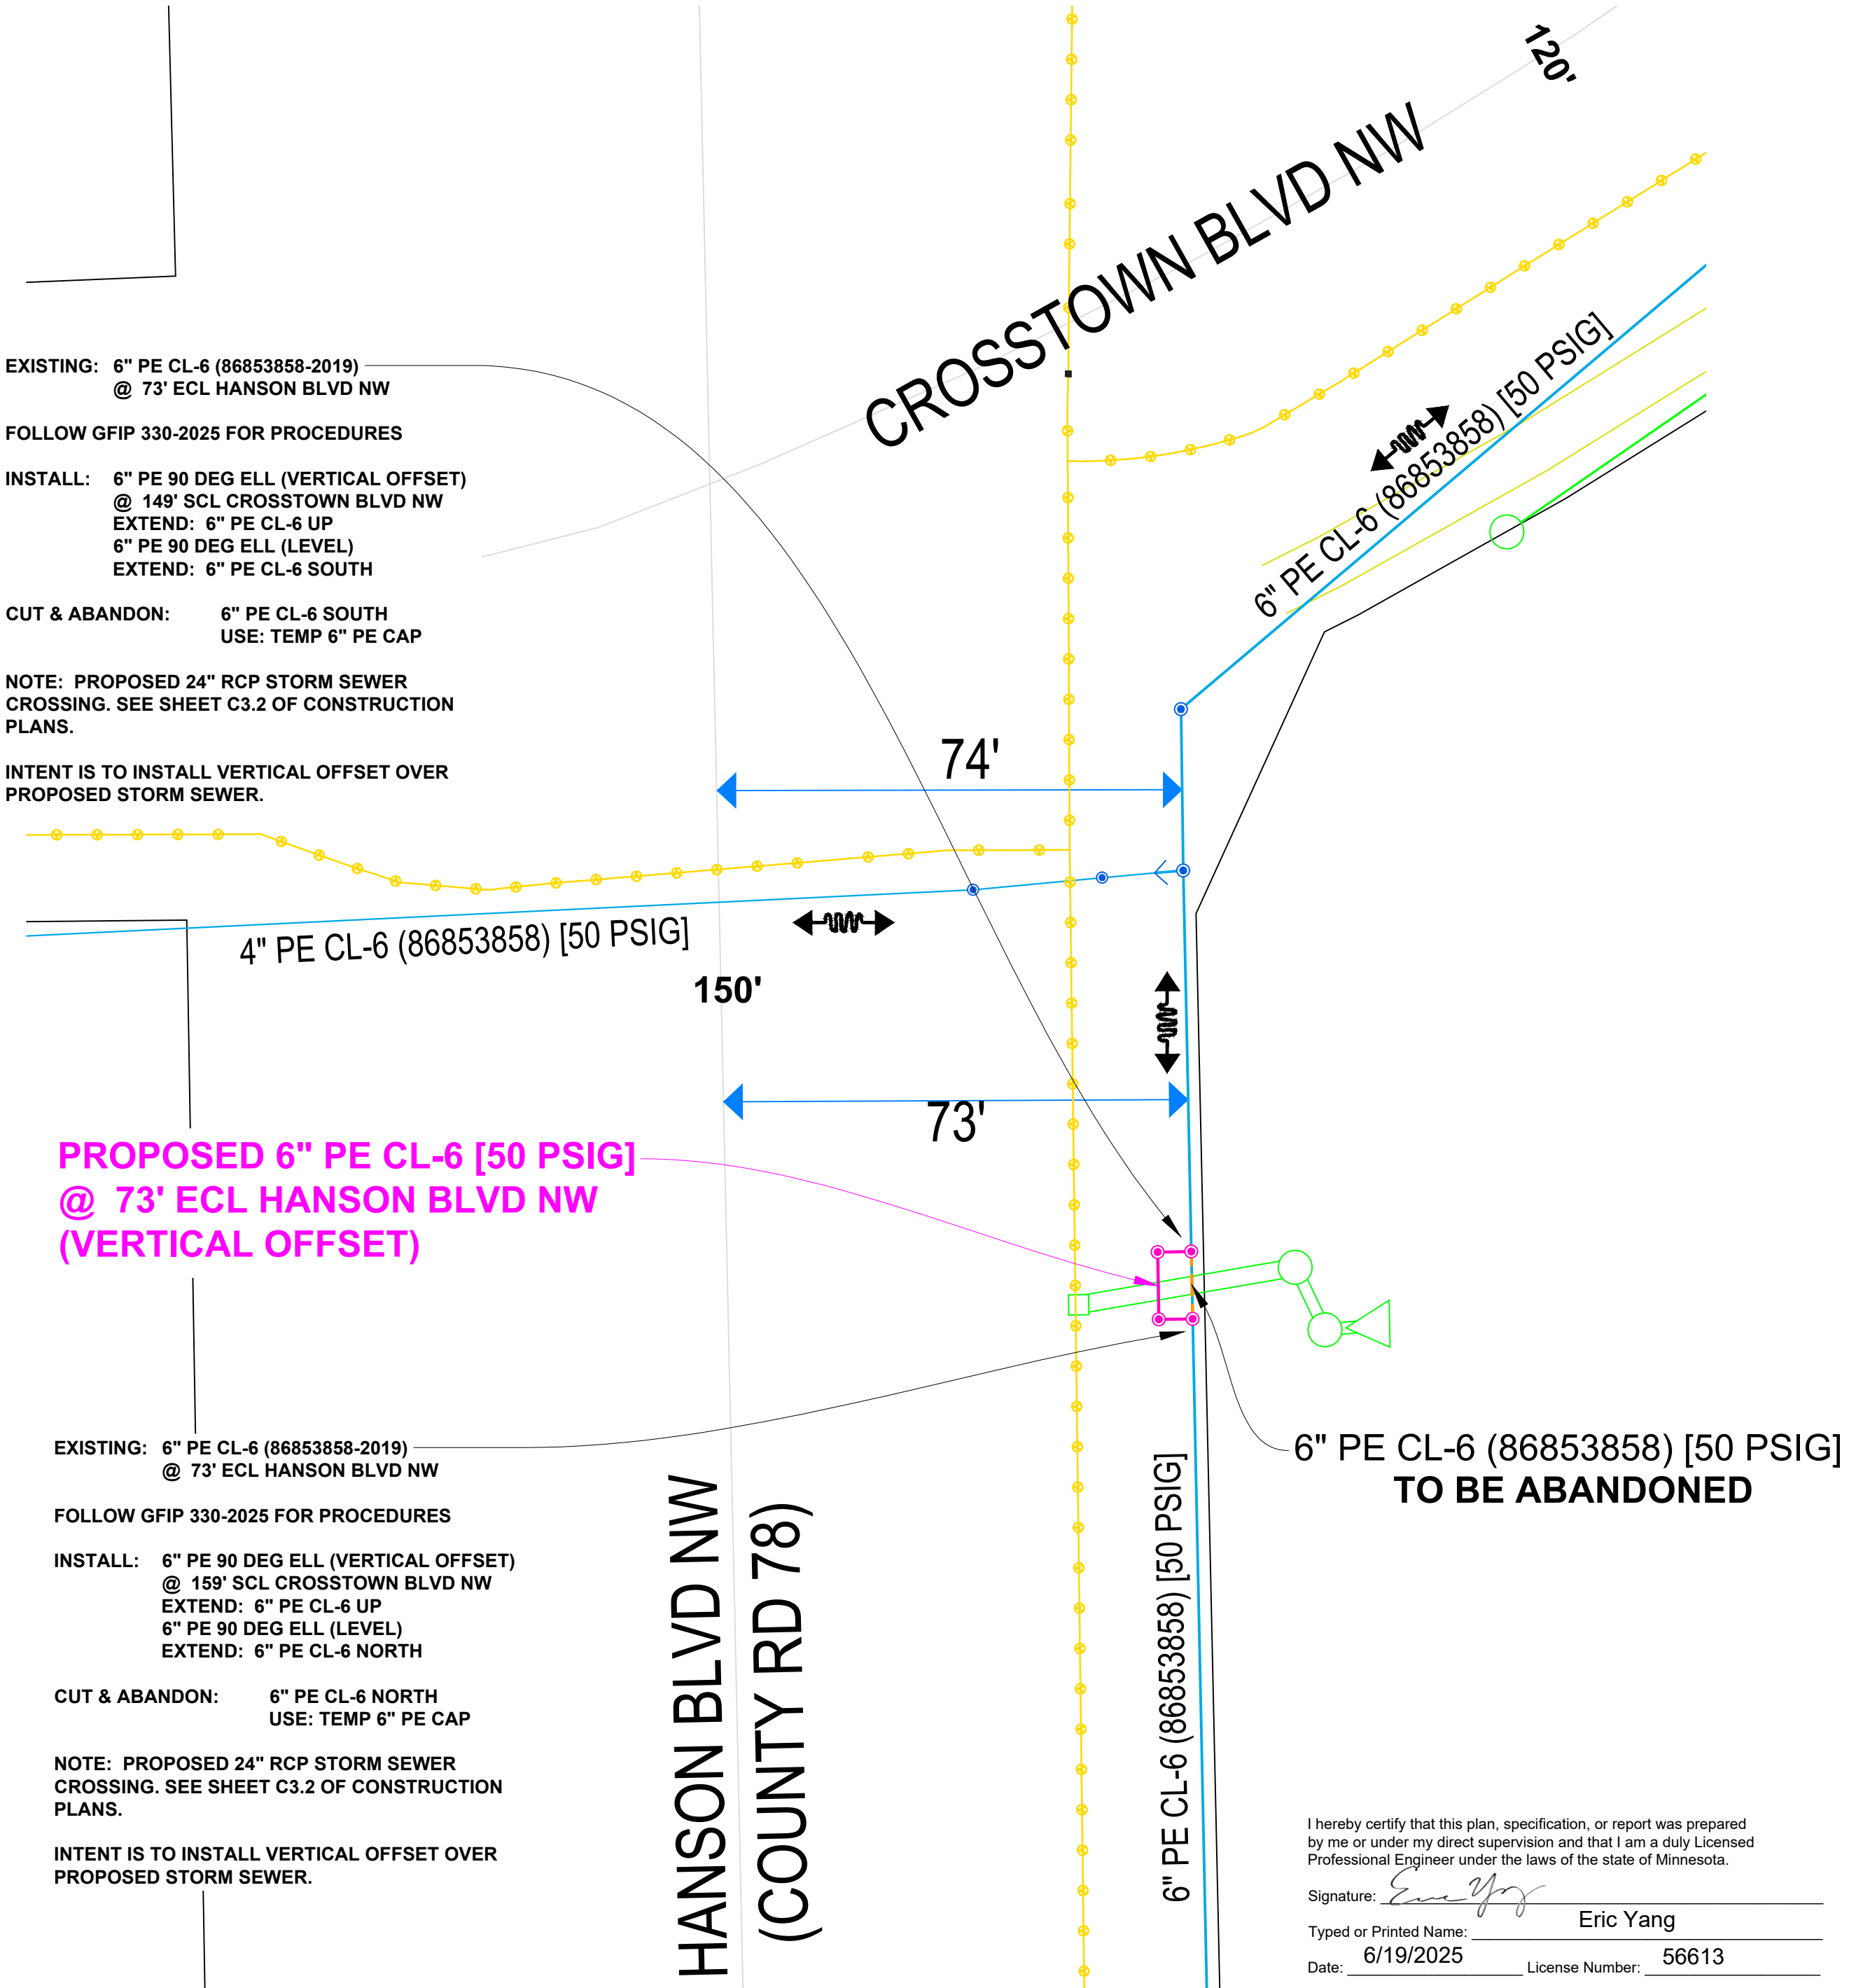 120'
CROSSTOWN BLVD NW
EXISTING: 6" PE CL-6 (86853858-2019)
@ 73' ECL HANSON BLVD NW
FOLLOW GFIP 330-2025 FOR PROCEDURES
INSTALL: 6" PE 90 DEG ELL (VERTICAL OFFSET)
@ 149' SCL CROSSTOWN BLVD NW
EXTEND: 6" PE CL-6 UP
6" PE 90 DEG ELL (LEVEL)
EXTEND: 6" PE CL-6 SOUTH
CUT & ABANDON: 6" PE CL-6 SOUTH
USE: TEMP 6" PE CAP
NOTE: PROPOSED 24" RCP STORM SEWER
CROSSING. SEE SHEET C3.2 OF CONSTRUCTION
PLANS.
INTENT IS TO INSTALL VERTICAL OFFSET OVER
PROPOSED STORM SEWER.
6" PE CL-6 (86853858) [50 PSIG]
74'
4" PE CL-6 (86853858) [50 PSIG]
150'
73'
PROPOSED 6" PE CL-6 [50 PSIG]
@ 73' ECL HANSON BLVD NW
(VERTICAL OFFSET)
6" PE CL-6 (86853858) [50 PSIG]
TO BE ABANDONED
EXISTING: 6" PE CL-6 (86853858-2019)
@ 73' ECL HANSON BLVD NW
FOLLOW GFIP 330-2025 FOR PROCEDURES
INSTALL: 6" PE 90 DEG ELL (VERTICAL OFFSET)
@ 159' SCL CROSSTOWN BLVD NW
EXTEND: 6" PE CL-6 UP
6" PE 90 DEG ELL (LEVEL)
EXTEND: 6" PE CL-6 NORTH
CUT & ABANDON: 6" PE CL-6 NORTH
USE: TEMP 6" PE CAP
NOTE: PROPOSED 24" RCP STORM SEWER
CROSSING. SEE SHEET C3.2 OF CONSTRUCTION
PLANS.
INTENT IS TO INSTALL VERTICAL OFFSET OVER
PROPOSED STORM SEWER.
HANSON BLVD NW
(COUNTY RD 78)
6" PE CL-6 (86853858) [50 PSIG]
I hereby certify that this plan, specification, or report was prepared
by me or under my direct supervision and that I am a duly Licensed
Professional Engineer under the laws of the state of Minnesota.
Signature:
Typed or Printed Name: Eric Yang
Date: 6/19/2025 License Number: 56613